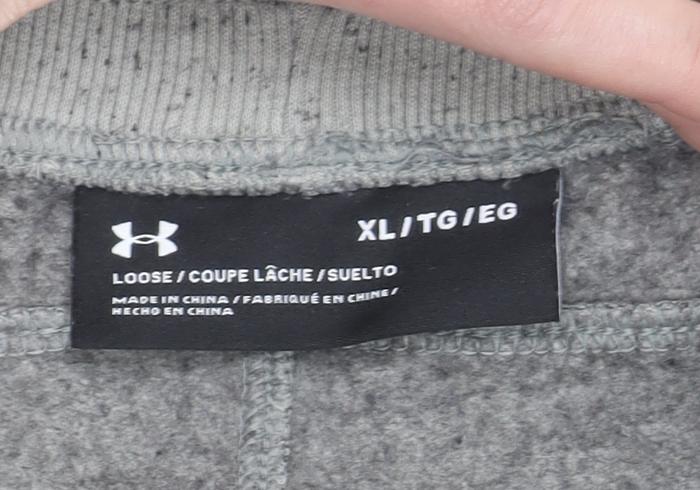 XL/TG/EG
LOOSE / COUPE LÂCHE / SUELTO
MADE IN CHINA / FABRIQUÉ EN CHINE /
HECHO EN CHINA